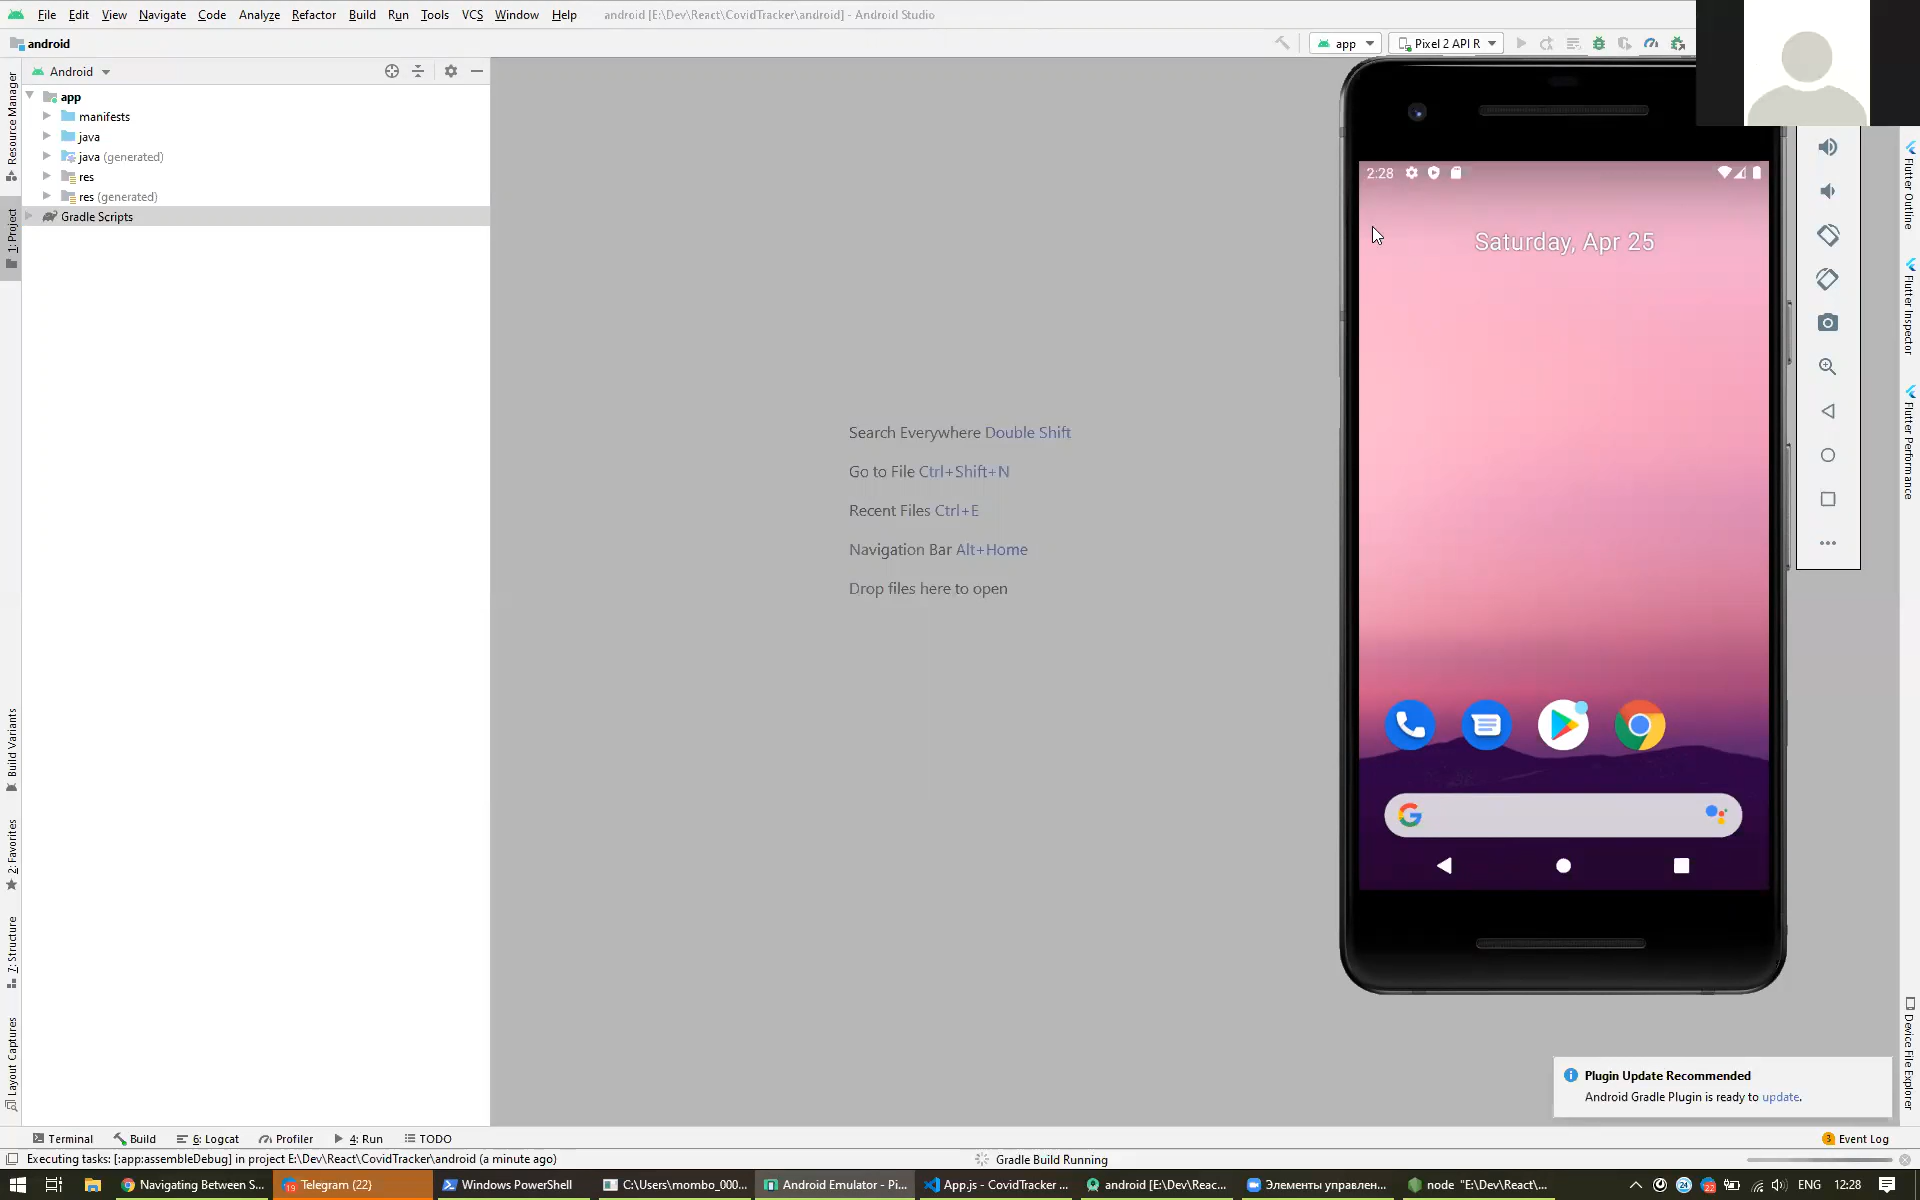 File Edit View Navigate Code Analyze Refactor Build Run Tools VCS Window Help android [E:\Dev\React\CovidTracker\android] - Android Studio
android app Pixel 2 API R
Android
app
manifests
java
java (generated)
res
res (generated)
Gradle Scripts
Resource Manager
1: Project
Build Variants
2: Favorites
7: Structure
Layout Captures
Search Everywhere Double Shift
Go to File Ctrl+Shift+N
Recent Files Ctrl+E
Navigation Bar Alt+Home
Drop files here to open
2:28
Saturday, Apr 25
Flutter Outline
Flutter Inspector
Flutter Performance
Device File Explorer
Plugin Update Recommended
Android Gradle Plugin is ready to update.
Terminal Build 6: Logcat Profiler 4: Run TODO 3 Event Log
Executing tasks: [:app:assembleDebug] in project E:\Dev\React\CovidTracker\android (a minute ago) Gradle Build Running
Navigating Between S... 19 Telegram (22) Windows PowerShell C:\Users\mombo_000... Android Emulator - Pi... App.js - CovidTracker ... android [E:\Dev\Reac... Элементы управлен... node "E:\Dev\React\... 24 22 ENG 12:28